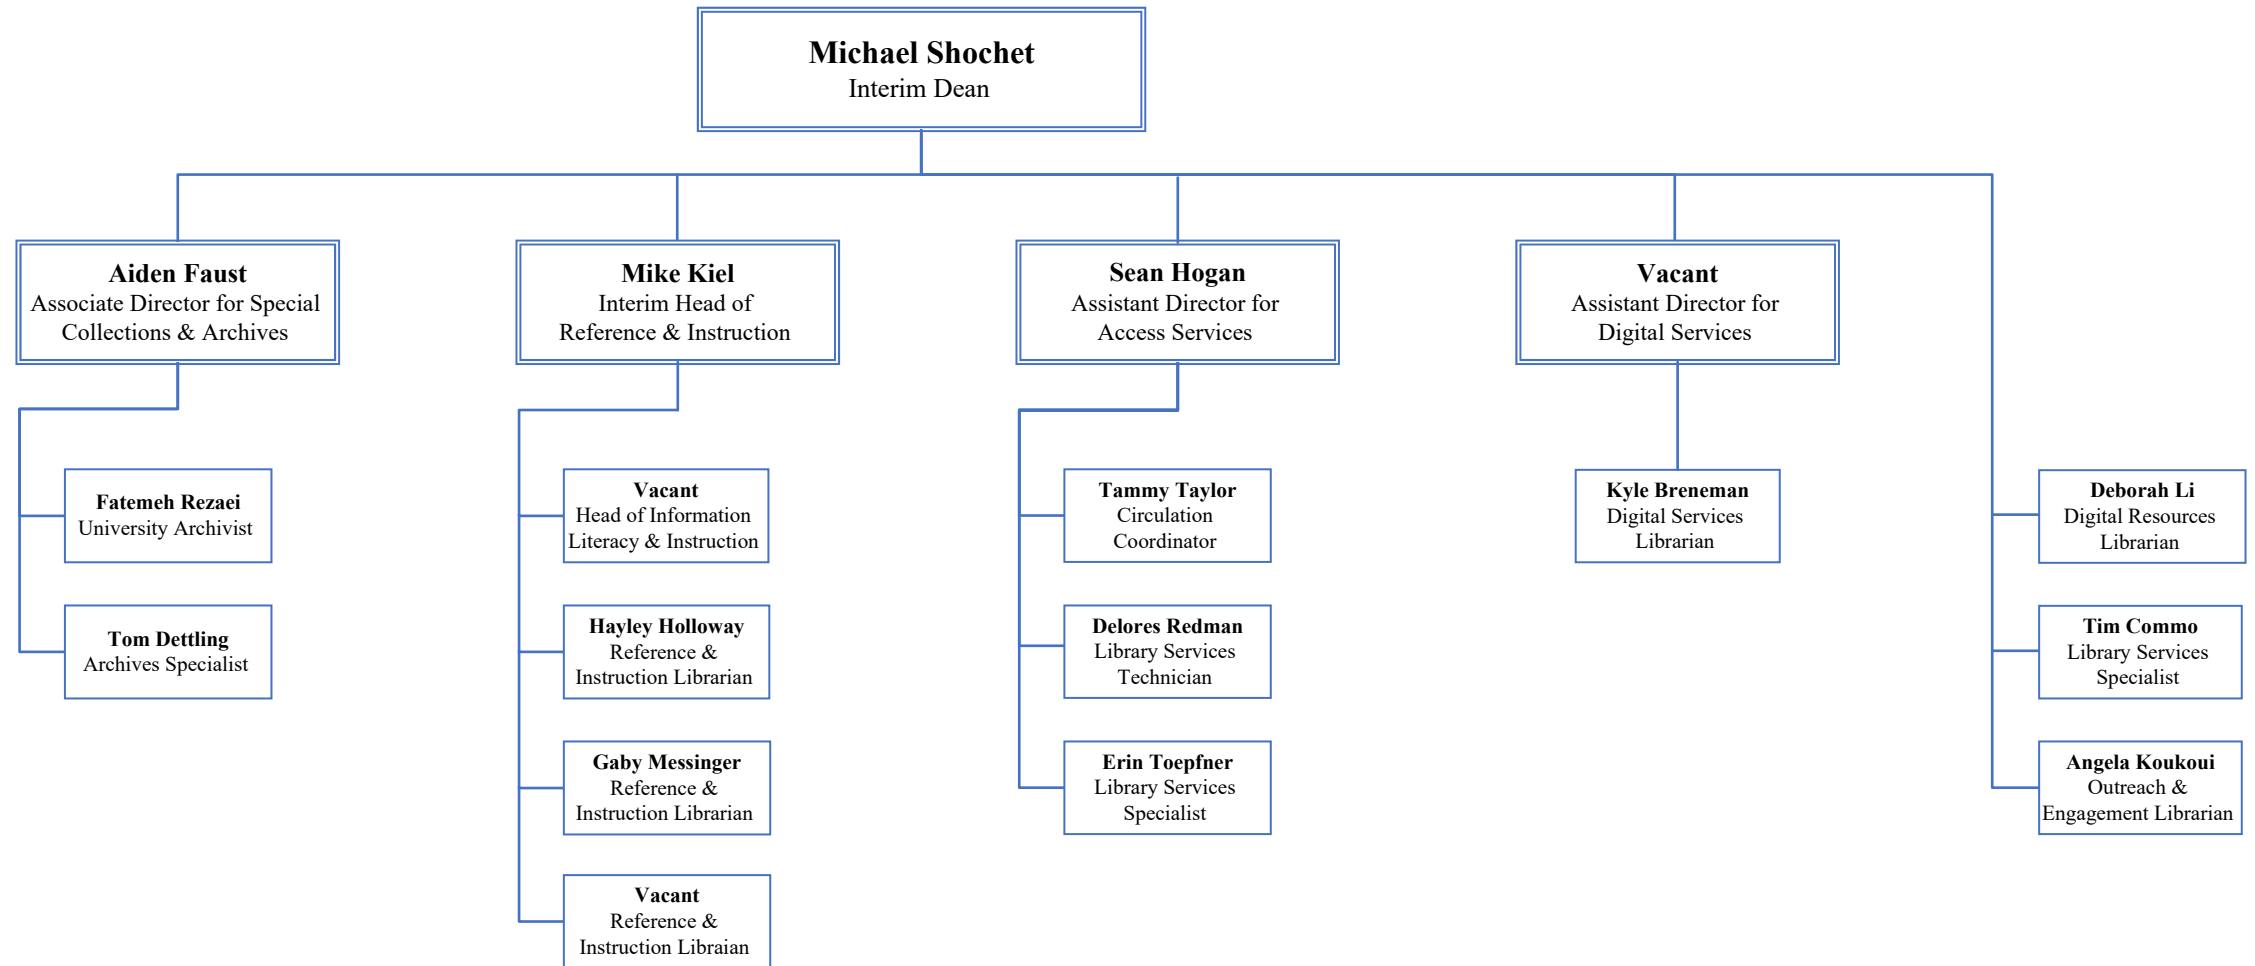 Michael Shochet
Interim Dean
Aiden Faust
Associate Director for Special
Collections & Archives
Mike Kiel
Interim Head of
Reference & Instruction
Sean Hogan
Assistant Director for
Access Services
Vacant
Assistant Director for
Digital Services
Fatemeh Rezaei
University Archivist
Tom Dettling
Archives Specialist
Vacant
Head of Information
Literacy & Instruction
Hayley Holloway
Reference &
Instruction Librarian
Gaby Messinger
Reference &
Instruction Librarian
Vacant
Reference &
Instruction Libraian
Tammy Taylor
Circulation
Coordinator
Delores Redman
Library Services
Technician
Erin Toepfner
Library Services
Specialist
Kyle Breneman
Digital Services
Librarian
Deborah Li
Digital Resources
Librarian
Tim Commo
Library Services
Specialist
Angela Koukoui
Outreach &
Engagement Librarian